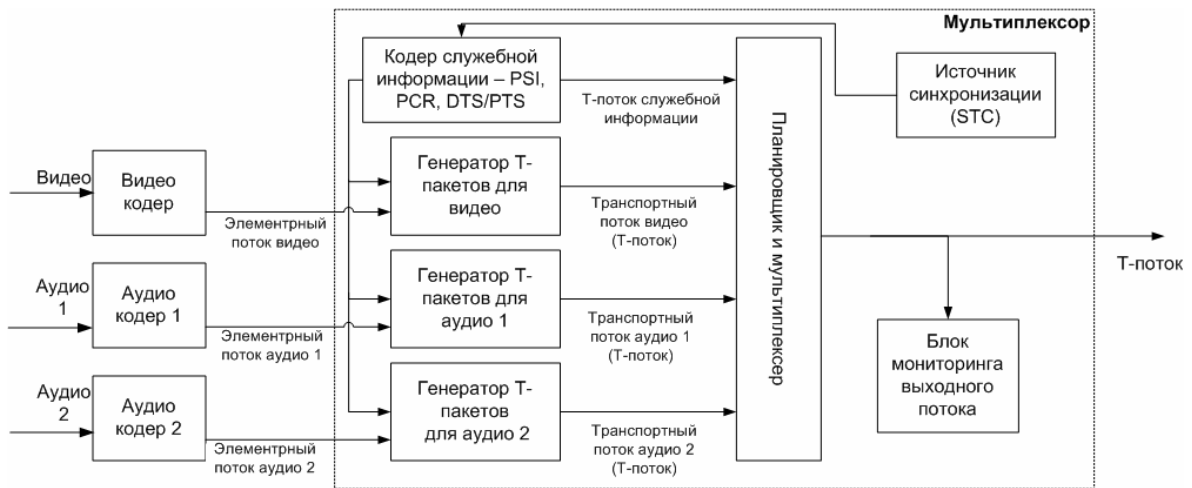 Мультиплексор
Кодер служебной
информации – PSI,
PCR, DTS/PTS
Т-поток служебной
информации
Источник
синхронизации
(STC)
Планировщик и мультиплексер
Видео
Видео
кодер
Элементрный
поток видео
Генератор Т-
пакетов для
видео
Транспортный
поток видео
(Т-поток)
Т-поток
Аудио
1
Аудио
кодер 1
Элементрный
поток аудио 1
Генератор Т-
пакетов для
аудио 1
Транспортный
поток аудио 1
(Т-поток)
Блок
мониторинга
выходного
потока
Аудио
2
Аудио
кодер 2
Элементрный
поток аудио 2
Генератор Т-
пакетов
для аудио 2
Транспортный
поток аудио 2
(Т-поток)